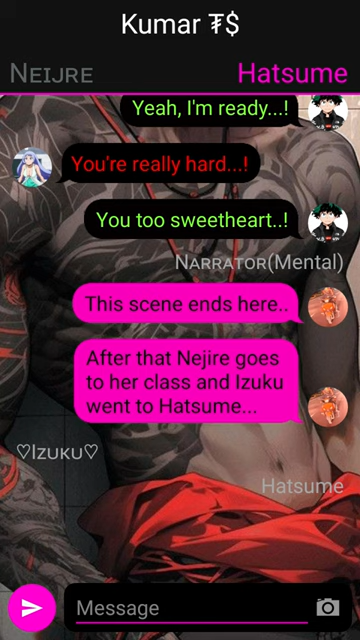 Kumar ₮$
Neijre Hatsume
Yeah, I'm ready...!
You're really hard...!
You too sweetheart..!
Narrator(Mental)
This scene ends here..
After that Nejire goes
to her class and Izuku
went to Hatsume...
♡Izuku♡
Hatsume
Message